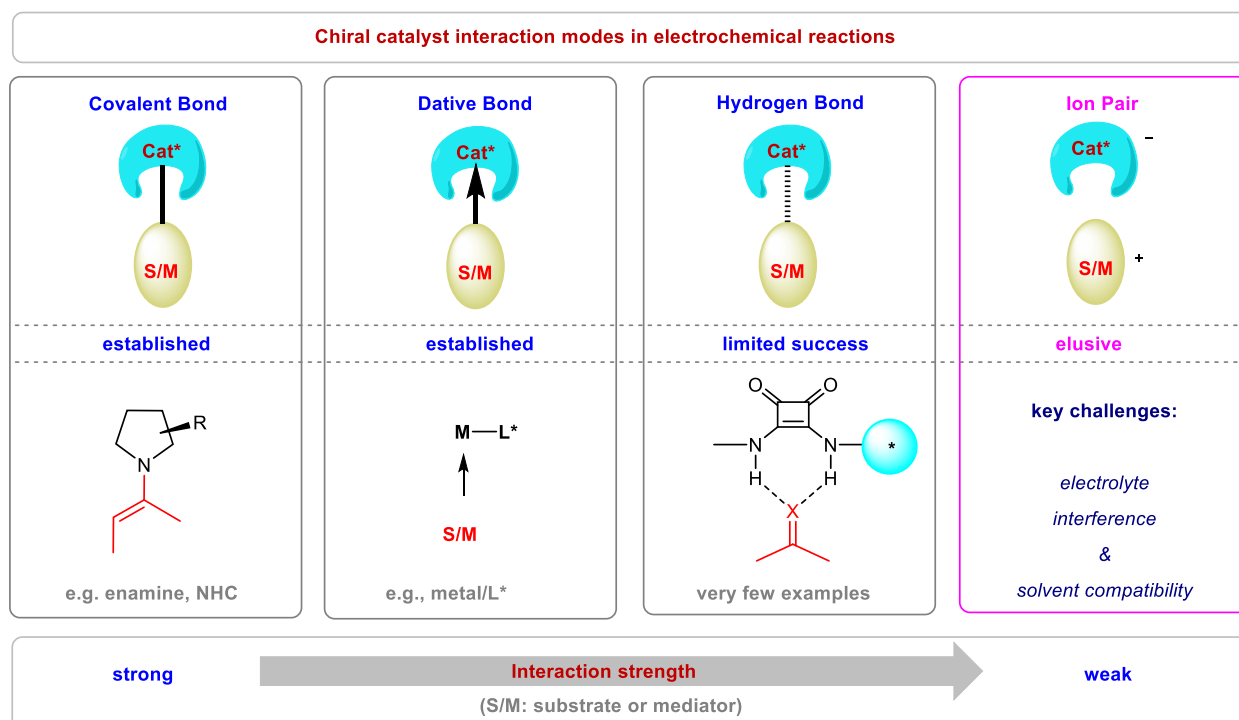 Chiral catalyst interaction modes in electrochemical reactions
Covalent Bond
Cat*
S/M
established
R
N
e.g. enamine, NHC
Dative Bond
Cat*
S/M
established
M—L*
S/M
e.g., metal/L*
Hydrogen Bond
Cat*
S/M
limited success
O O
N N *
H H
X
very few examples
Ion Pair
Cat* −
S/M +
elusive
key challenges:
electrolyte
interference
&
solvent compatibility
strong
Interaction strength
weak
(S/M: substrate or mediator)